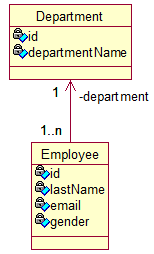 Department
id
departmentName
1
-department
1..n
Employee
id
lastName
email
gender